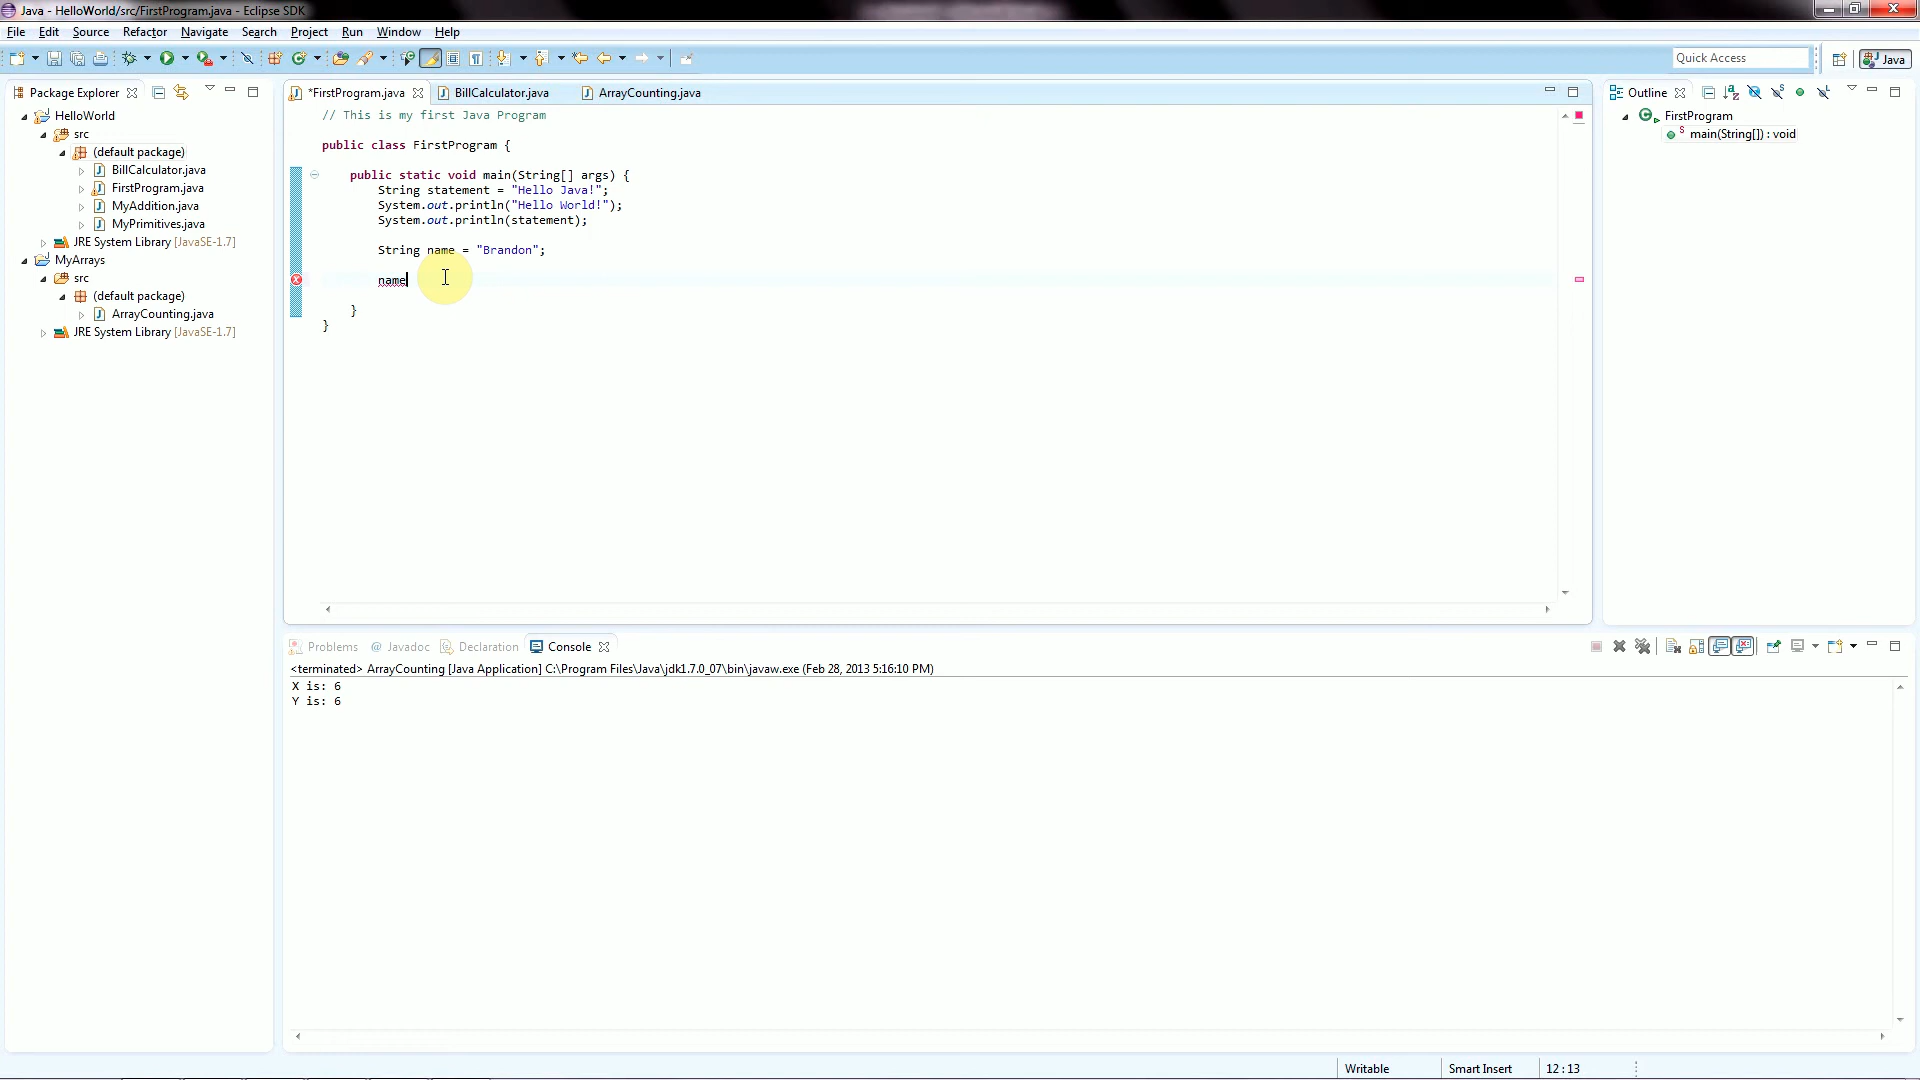 Java - HelloWorld/src/FirstProgram.java - Eclipse SDK
File Edit Source Refactor Navigate Search Project Run Window Help
Quick Access
Java
Package Explorer
HelloWorld
src
(default package)
BillCalculator.java
FirstProgram.java
MyAddition.java
MyPrimitives.java
JRE System Library [JavaSE-1.7]
MyArrays
src
(default package)
ArrayCounting.java
JRE System Library [JavaSE-1.7]
*FirstProgram.java BillCalculator.java ArrayCounting.java
// This is my first Java Program
public class FirstProgram {
public static void main(String[] args) {
String statement = "Hello Java!";
System.out.println("Hello World!");
System.out.println(statement);
String name = "Brandon";
name
}
}
Outline
FirstProgram
main(String[]) : void
Problems @ Javadoc Declaration Console
<terminated> ArrayCounting [Java Application] C:\Program Files\Java\jdk1.7.0_07\bin\javaw.exe (Feb 28, 2013 5:16:10 PM)
X is: 6
Y is: 6
Writable Smart Insert 12 : 13